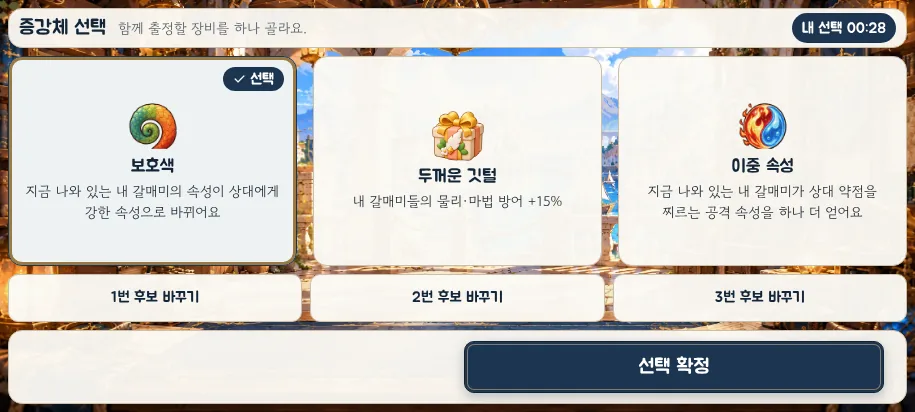 증강체 선택 함께 출정할 장비를 하나 골라요. 내 선택 00:28
✓ 선택
보호색
지금 나와 있는 내 갈매미의 속성이 상대에게
강한 속성으로 바뀌어요
두꺼운 깃털
내 갈매미들의 물리·마법 방어 +15%
이중 속성
지금 나와 있는 내 갈매미가 상대 약점을
찌르는 공격 속성을 하나 더 얻어요
1번 후보 바꾸기
2번 후보 바꾸기
3번 후보 바꾸기
선택 확정